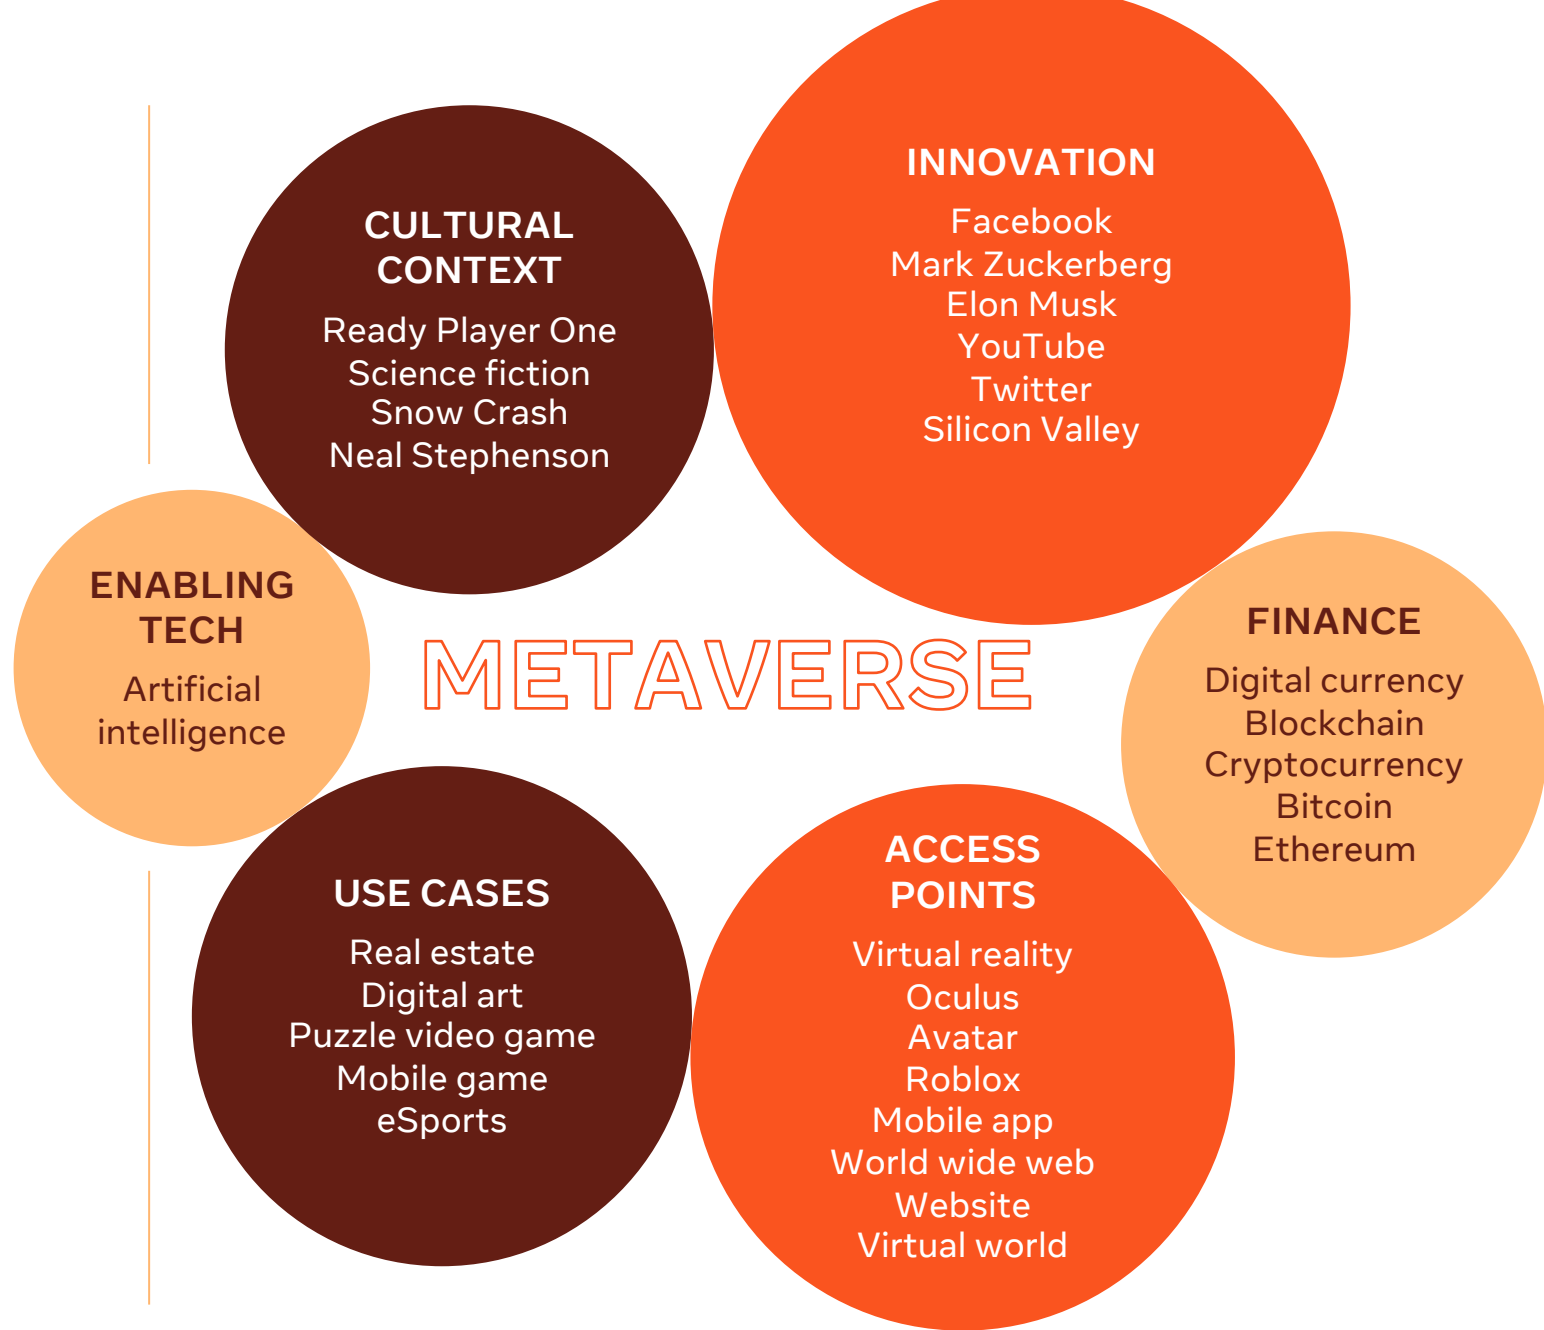 CULTURAL
CONTEXT
Ready Player One
Science fiction
Snow Crash
Neal Stephenson
INNOVATION
Facebook
Mark Zuckerberg
Elon Musk
YouTube
Twitter
Silicon Valley
ENABLING
TECH
Artificial
intelligence
METAVERSE
FINANCE
Digital currency
Blockchain
Cryptocurrency
Bitcoin
Ethereum
USE CASES
Real estate
Digital art
Puzzle video game
Mobile game
eSports
ACCESS
POINTS
Virtual reality
Oculus
Avatar
Roblox
Mobile app
World wide web
Website
Virtual world